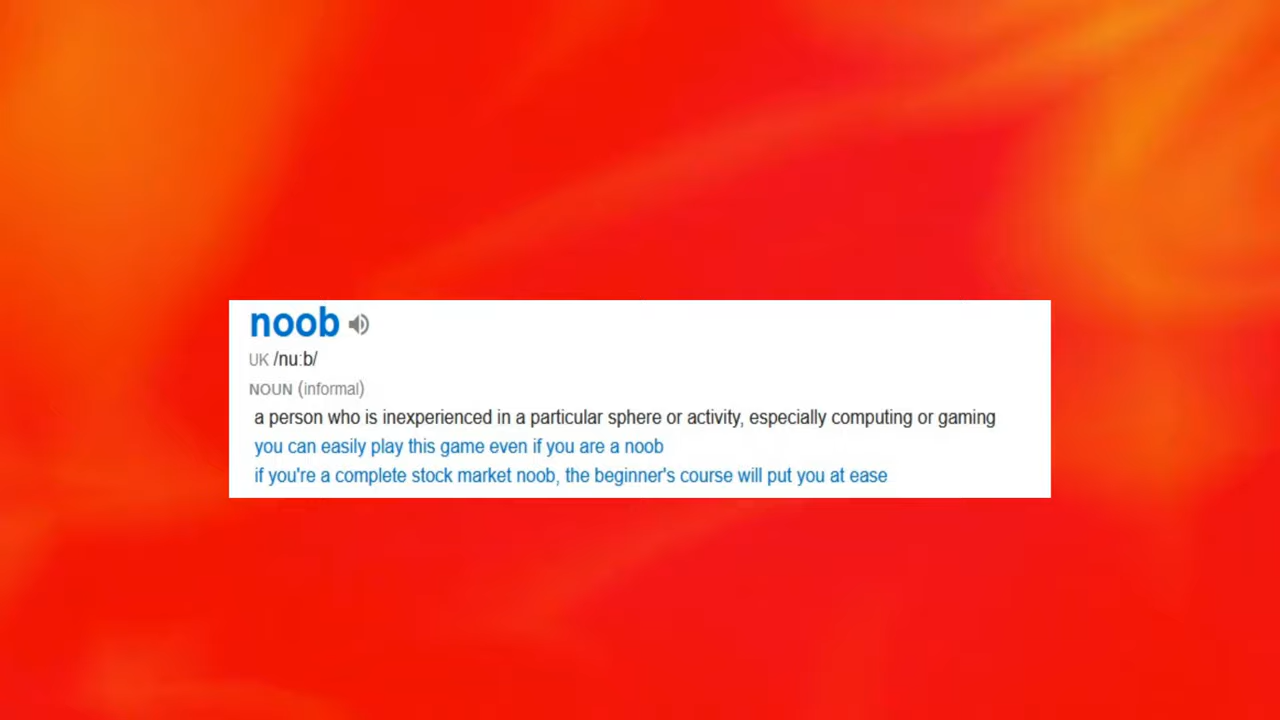 noob
UK /nuːb/
NOUN (informal)
a person who is inexperienced in a particular sphere or activity, especially computing or gaming
you can easily play this game even if you are a noob
if you're a complete stock market noob, the beginner's course will put you at ease